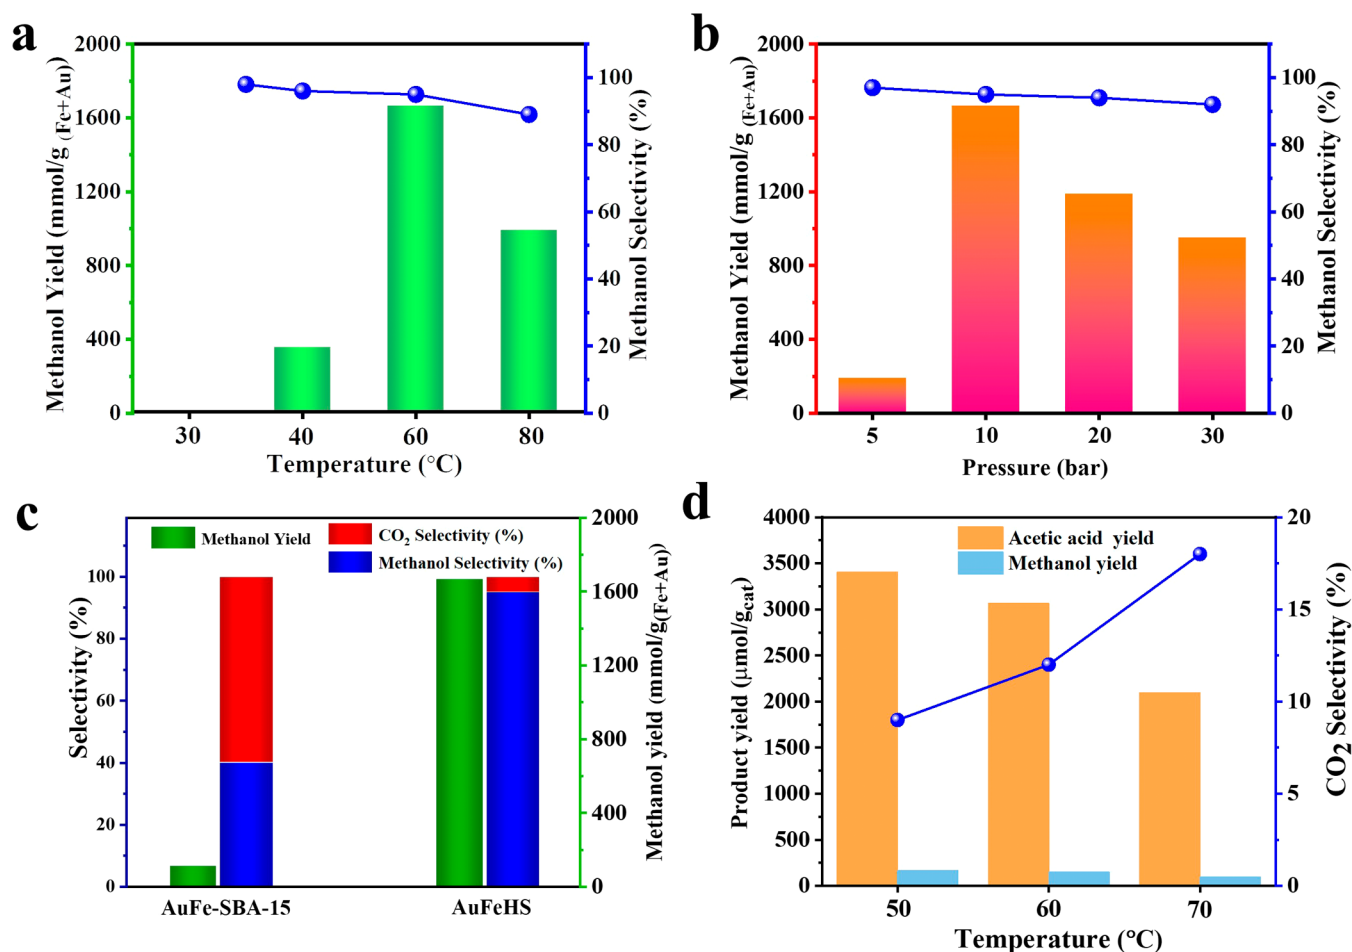 a
Methanol Yield (mmol/g (Fe+Au))
2000
1600
1200
800
400
0
30
40
60
80
Temperature (°C)
100
80
60
40
20
0
Methanol Selectivity (%)
b
Methanol Yield (mmol/g (Fe+Au))
2000
1600
1200
800
400
0
5
10
20
30
Pressure (bar)
100
80
60
40
20
0
Methanol Selectivity (%)
c
Methanol Yield
CO2 Selectivity (%)
Methanol Selectivity (%)
Selectivity (%)
100
80
60
40
20
0
AuFe-SBA-15
AuFeHS
2000
1600
1200
800
400
0
Methanol yield (mmol/g(Fe+Au))
d
Acetic acid yield
Methanol yield
Product yield (μmol/gcat)
4000
3500
3000
2500
2000
1500
1000
500
0
50
60
70
Temperature (°C)
20
15
10
5
0
CO2 Selectivity (%)